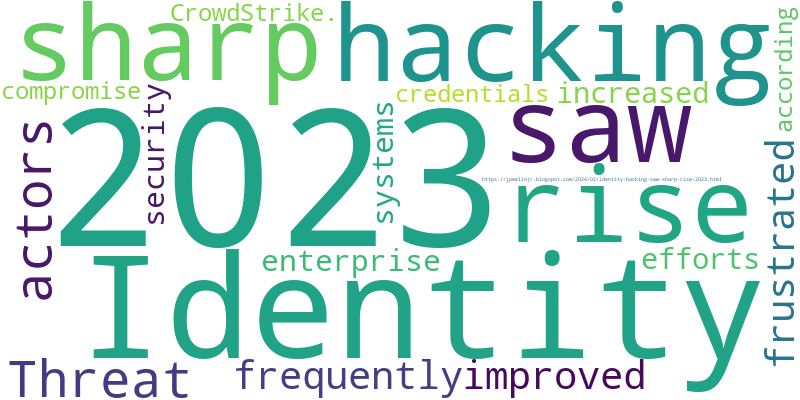 CrowdStrike.
sharp
hacking
according
compromise
security
credentials
increased
2023
systems
saw
actors
https://jpmellojr.blogspot.com/2024/02/identity-hacking-saw-sharp-rise-2023.html
rise
frustrated
enterprise
efforts
Identity
Threat
frequently
improved